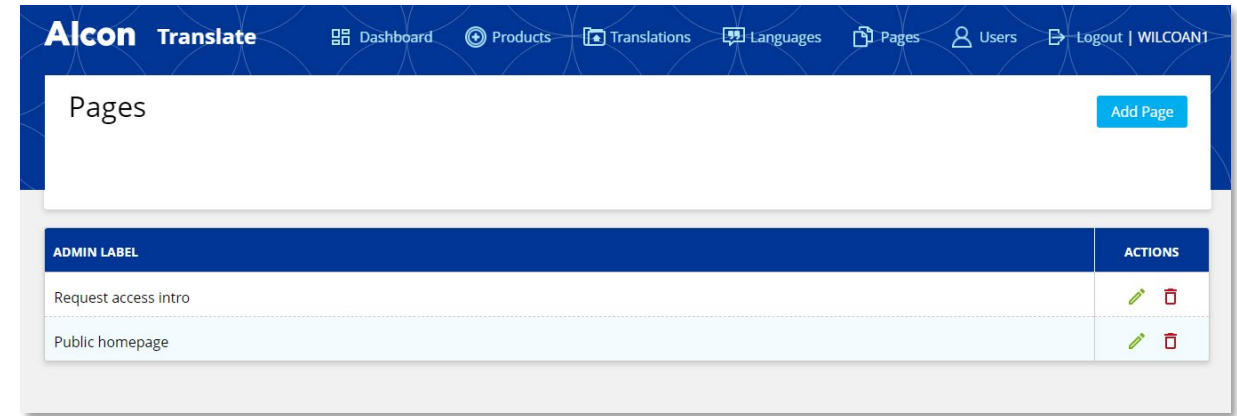 Alcon Translate Dashboard Products Translations Languages Pages Users Logout | WILCOAN1
Pages Add Page
ADMIN LABEL ACTIONS
Request access intro
Public homepage